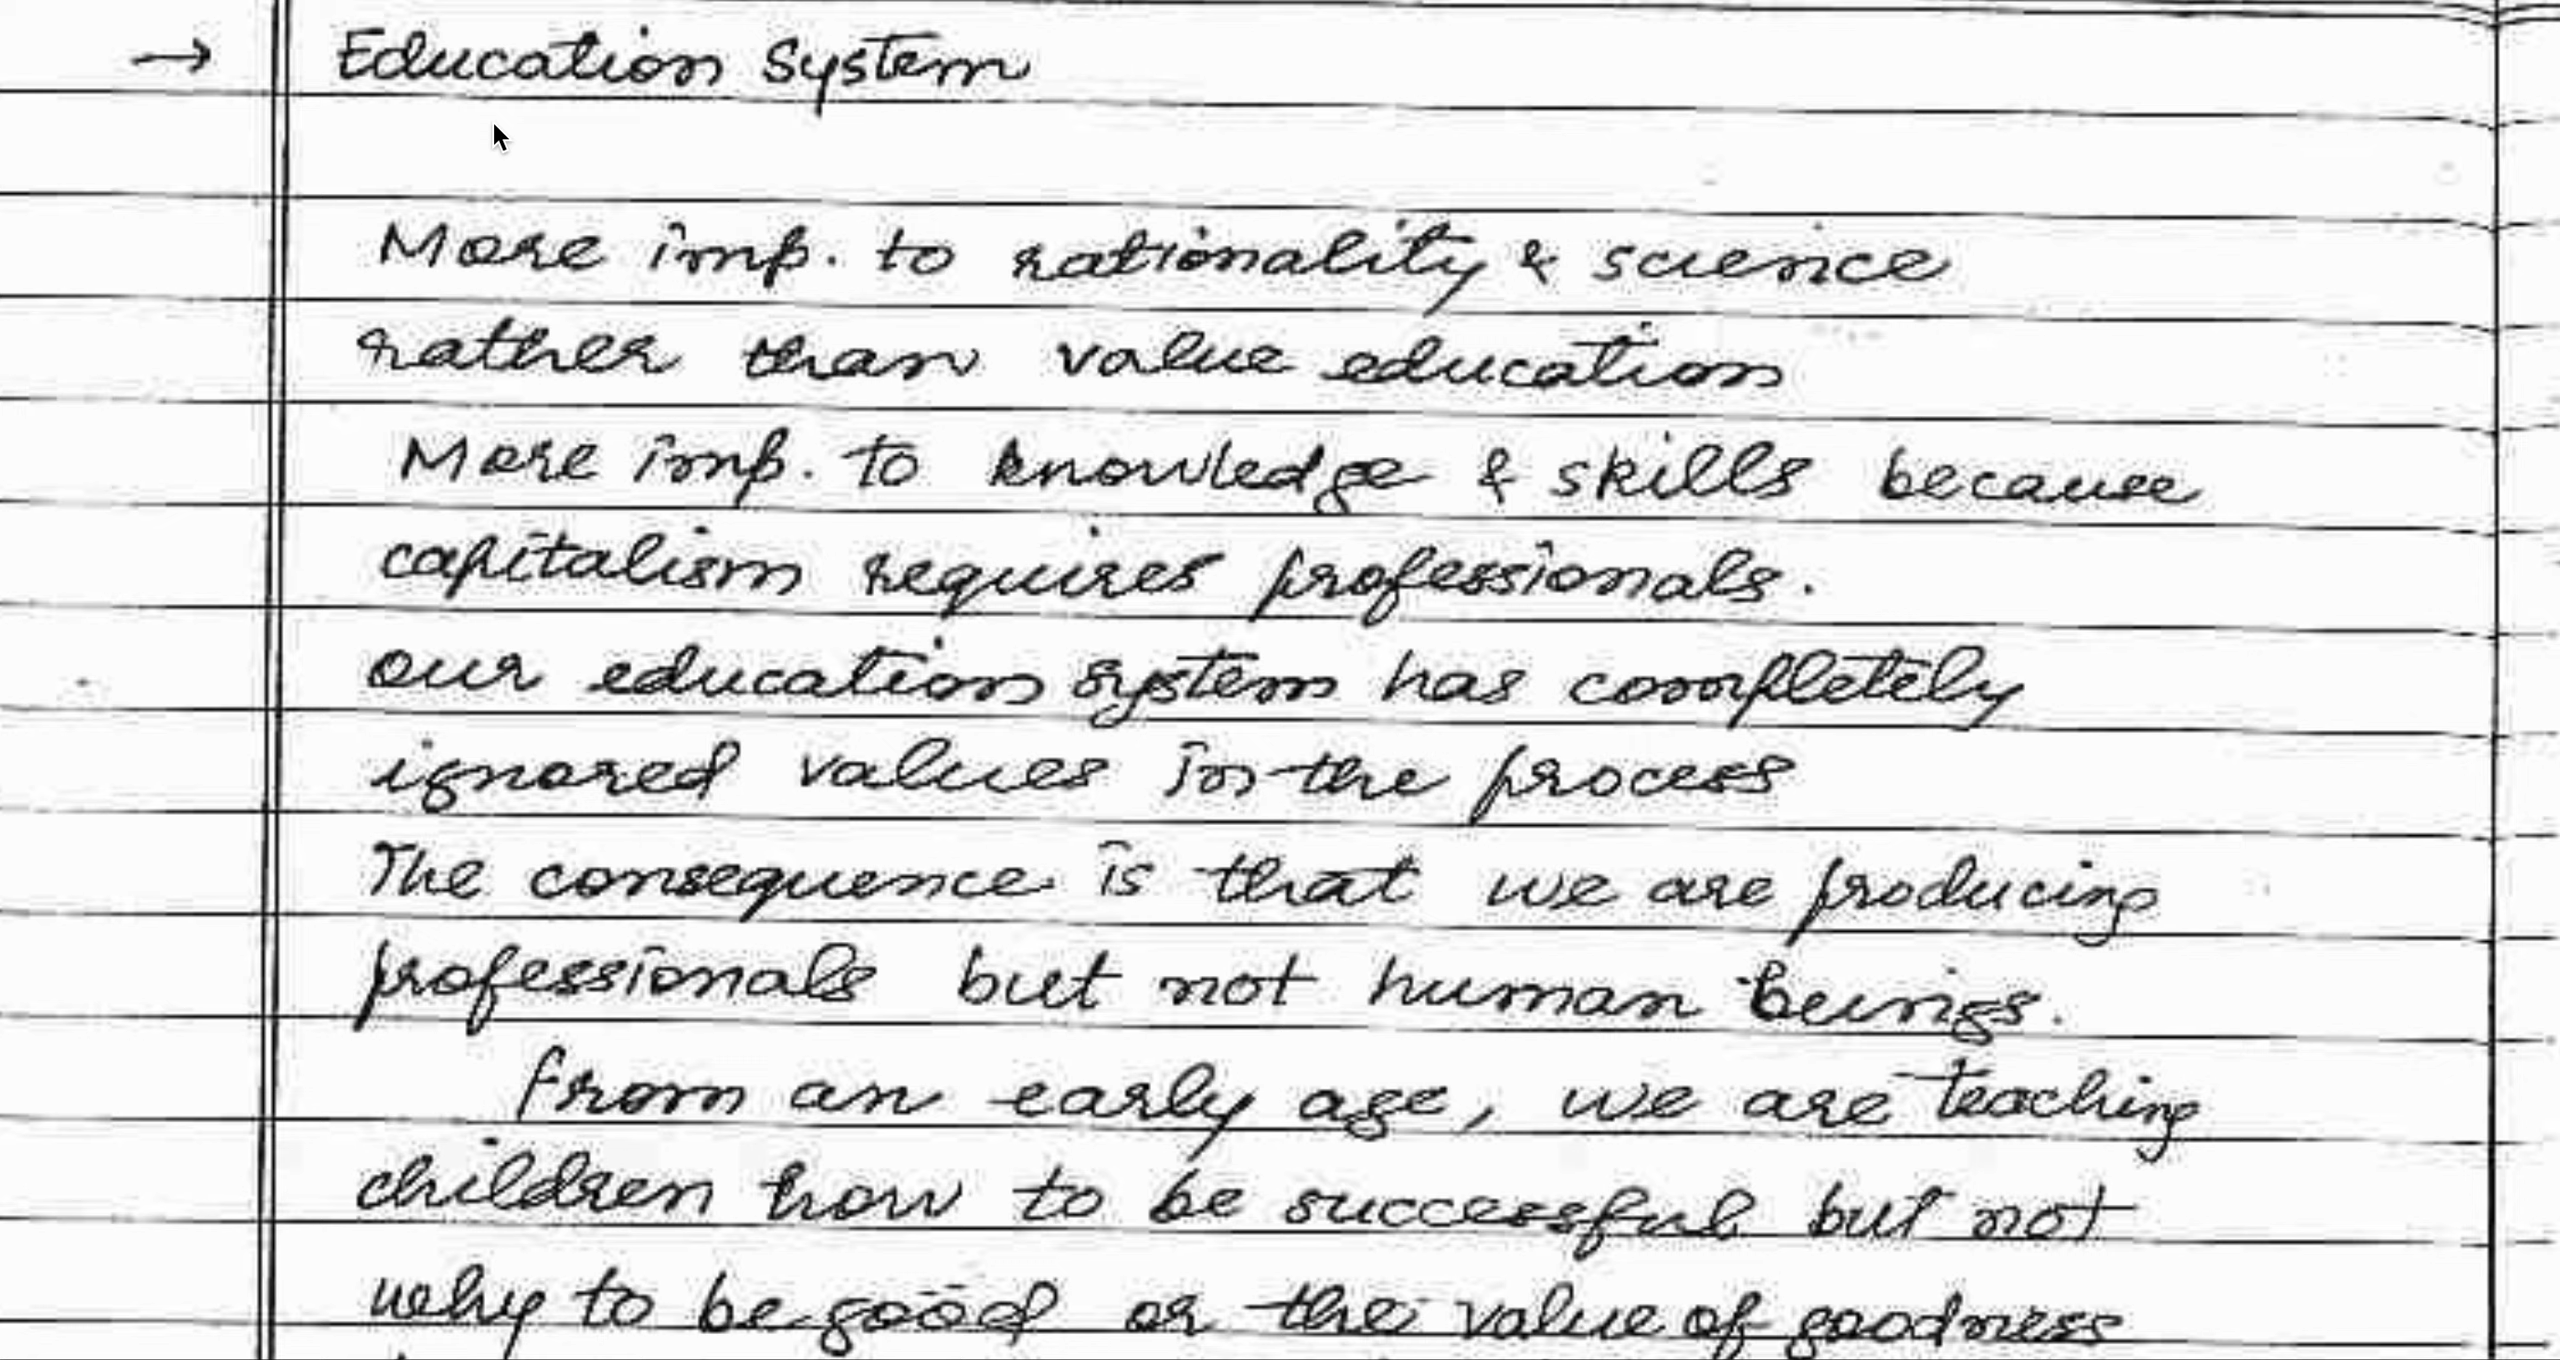 → Education System
More imp. to rationality & science
rather than value education
More imp. to knowledge & skills because
capitalism requires professionals.
our education system has completely
ignored values in the process
The consequence is that we are producing
professionals but not human beings.
from an early age, we are teaching
children how to be successful but not
why to be good or the value of goodness